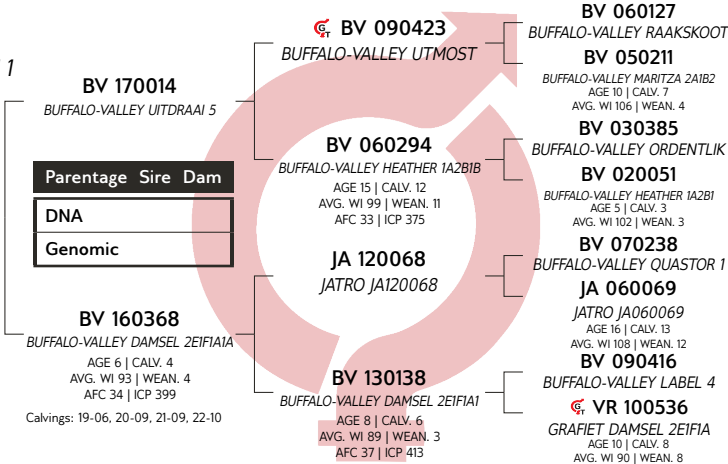 1
BV 170014
BUFFALO-VALLEY UITDRAAI 5
Parentage Sire Dam
DNA
Genomic
BV 160368
BUFFALO-VALLEY DAMSEL 2E1F1A1A
AGE 6 | CALV. 4
AVG. WI 93 | WEAN. 4
AFC 34 | ICP 399
Calvings: 19-06, 20-09, 21-09, 22-10
GT BV 090423
BUFFALO-VALLEY UTMOST
BV 060294
BUFFALO-VALLEY HEATHER 1A2B1B
AGE 15 | CALV. 12
AVG. WI 99 | WEAN. 11
AFC 33 | ICP 375
JA 120068
JATRO JA120068
BV 130138
BUFFALO-VALLEY DAMSEL 2E1F1A1
AGE 8 | CALV. 6
AVG. WI 89 | WEAN. 3
AFC 37 | ICP 413
BV 060127
BUFFALO-VALLEY RAAKSKOOT
BV 050211
BUFFALO-VALLEY MARITZA 2A1B2
AGE 10 | CALV. 7
AVG. WI 106 | WEAN. 4
BV 030385
BUFFALO-VALLEY ORDENTLIK
BV 020051
BUFFALO-VALLEY HEATHER 1A2B1
AGE 5 | CALV. 3
AVG. WI 102 | WEAN. 3
BV 070238
BUFFALO-VALLEY QUASTOR 1
JA 060069
JATRO JA060069
AGE 16 | CALV. 13
AVG. WI 108 | WEAN. 12
BV 090416
BUFFALO-VALLEY LABEL 4
GT VR 100536
GRAFIET DAMSEL 2E1F1A
AGE 10 | CALV. 8
AVG. WI 90 | WEAN. 8